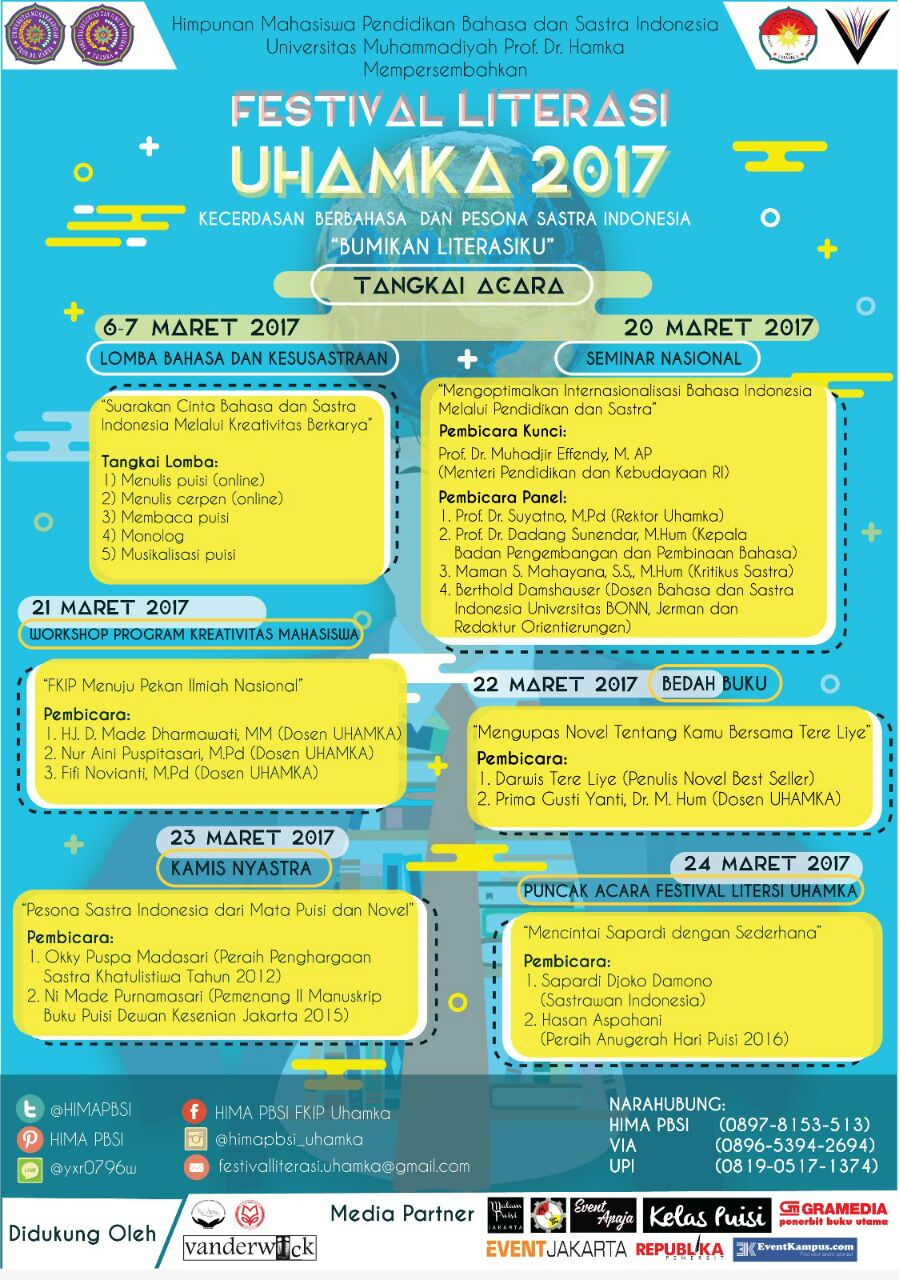 Himpunan Mahasiswa Pendidikan Bahasa dan Sastra Indonesia
Universitas Muhammadiyah Prof. Dr. Hamka
Mempersembahkan
FESTIVAL LITERASI
UHAMKA 2017
KECERDASAN BERBAHASA DAN PESONA SASTRA INDONESIA
"BUMIKAN LITERASIKU"
TANGKAI ACARA
6-7 MARET 2017
LOMBA BAHASA DAN KESUSASTRAAN
"Suarakan Cinta Bahasa dan Sastra
Indonesia Melalui Kreativitas Berkarya"
Tangkai Lomba:
1) Menulis puisi (online)
2) Menulis cerpen (online)
3) Membaca puisi
4) Monolog
5) Musikalisasi puisi
20 MARET 2017
SEMINAR NASIONAL
"Mengoptimalkan Internasionalisasi Bahasa Indonesia
Melalui Pendidikan dan Sastra"
Pembicara Kunci:
Prof. Dr. Muhadjir Effendy, M. AP
(Menteri Pendidikan dan Kebudayaan RI)
Pembicara Panel:
1. Prof. Dr. Suyatno, M.Pd (Rektor Uhamka)
2. Prof. Dr. Dadang Sunendar, M.Hum (Kepala
Badan Pengembangan dan Pembinaan Bahasa)
3. Maman S. Mahayana, S.S,, M.Hum (Kritikus Sastra)
4. Berthold Damshauser (Dosen Bahasa dan Sastra
Indonesia Universitas BONN, Jerman dan
Redaktur Orientierungen)
21 MARET 2017
WORKSHOP PROGRAM KREATIVITAS MAHASISWA
"FKIP Menuju Pekan Ilmiah Nasional"
Pembicara:
1. HJ. D. Made Dharmawati, MM (Dosen UHAMKA)
2. Nur Aini Puspitasari, M.Pd (Dosen UHAMKA)
3. Fifi Novianti, M.Pd (Dosen UHAMKA)
22 MARET 2017 BEDAH BUKU
"Mengupas Novel Tentang Kamu Bersama Tere Liye"
Pembicara:
1. Darwis Tere Liye (Penulis Novel Best Seller)
2. Prima Gusti Yanti, Dr. M. Hum (Dosen UHAMKA)
23 MARET 2017
KAMIS NYASTRA
"Pesona Sastra Indonesia dari Mata Puisi dan Novel"
Pembicara:
1. Okky Puspa Madasari (Peraih Penghargaan
Sastra Khatulistiwa Tahun 2012)
2. Ni Made Purnamasari (Pemenang II Manuskrip
Buku Puisi Dewan Kesenian Jakarta 2015)
24 MARET 2017
PUNCAK ACARA FESTIVAL LITERSI UHAMKA
"Mencintai Sapardi dengan Sederhana"
Pembicara:
1. Sapardi Djoko Damono
(Sastrawan Indonesia)
2. Hasan Aspahani
(Peraih Anugerah Hari Puisi 2016)
@HIMAPBSI
HIMA PBSI
LINE @yxr0796w
HIMA PBSI FKIP Uhamka
@himapbsi_uhamka
festivalliterasi.uhamka@gmail.com
NARAHUBUNG:
HIMA PBSI (0897-8153-513)
VIA (0896-5394-2694)
UPI (0819-0517-1374)
Didukung Oleh
vanderwick
Media Partner
Malam Puisi JAKARTA
Event Apaja
Kelas Puisi
GRAMEDIA
penerbit buku utama
EVENTJAKARTA
REPUBLIKA
PENERBIT
EventKampus.com